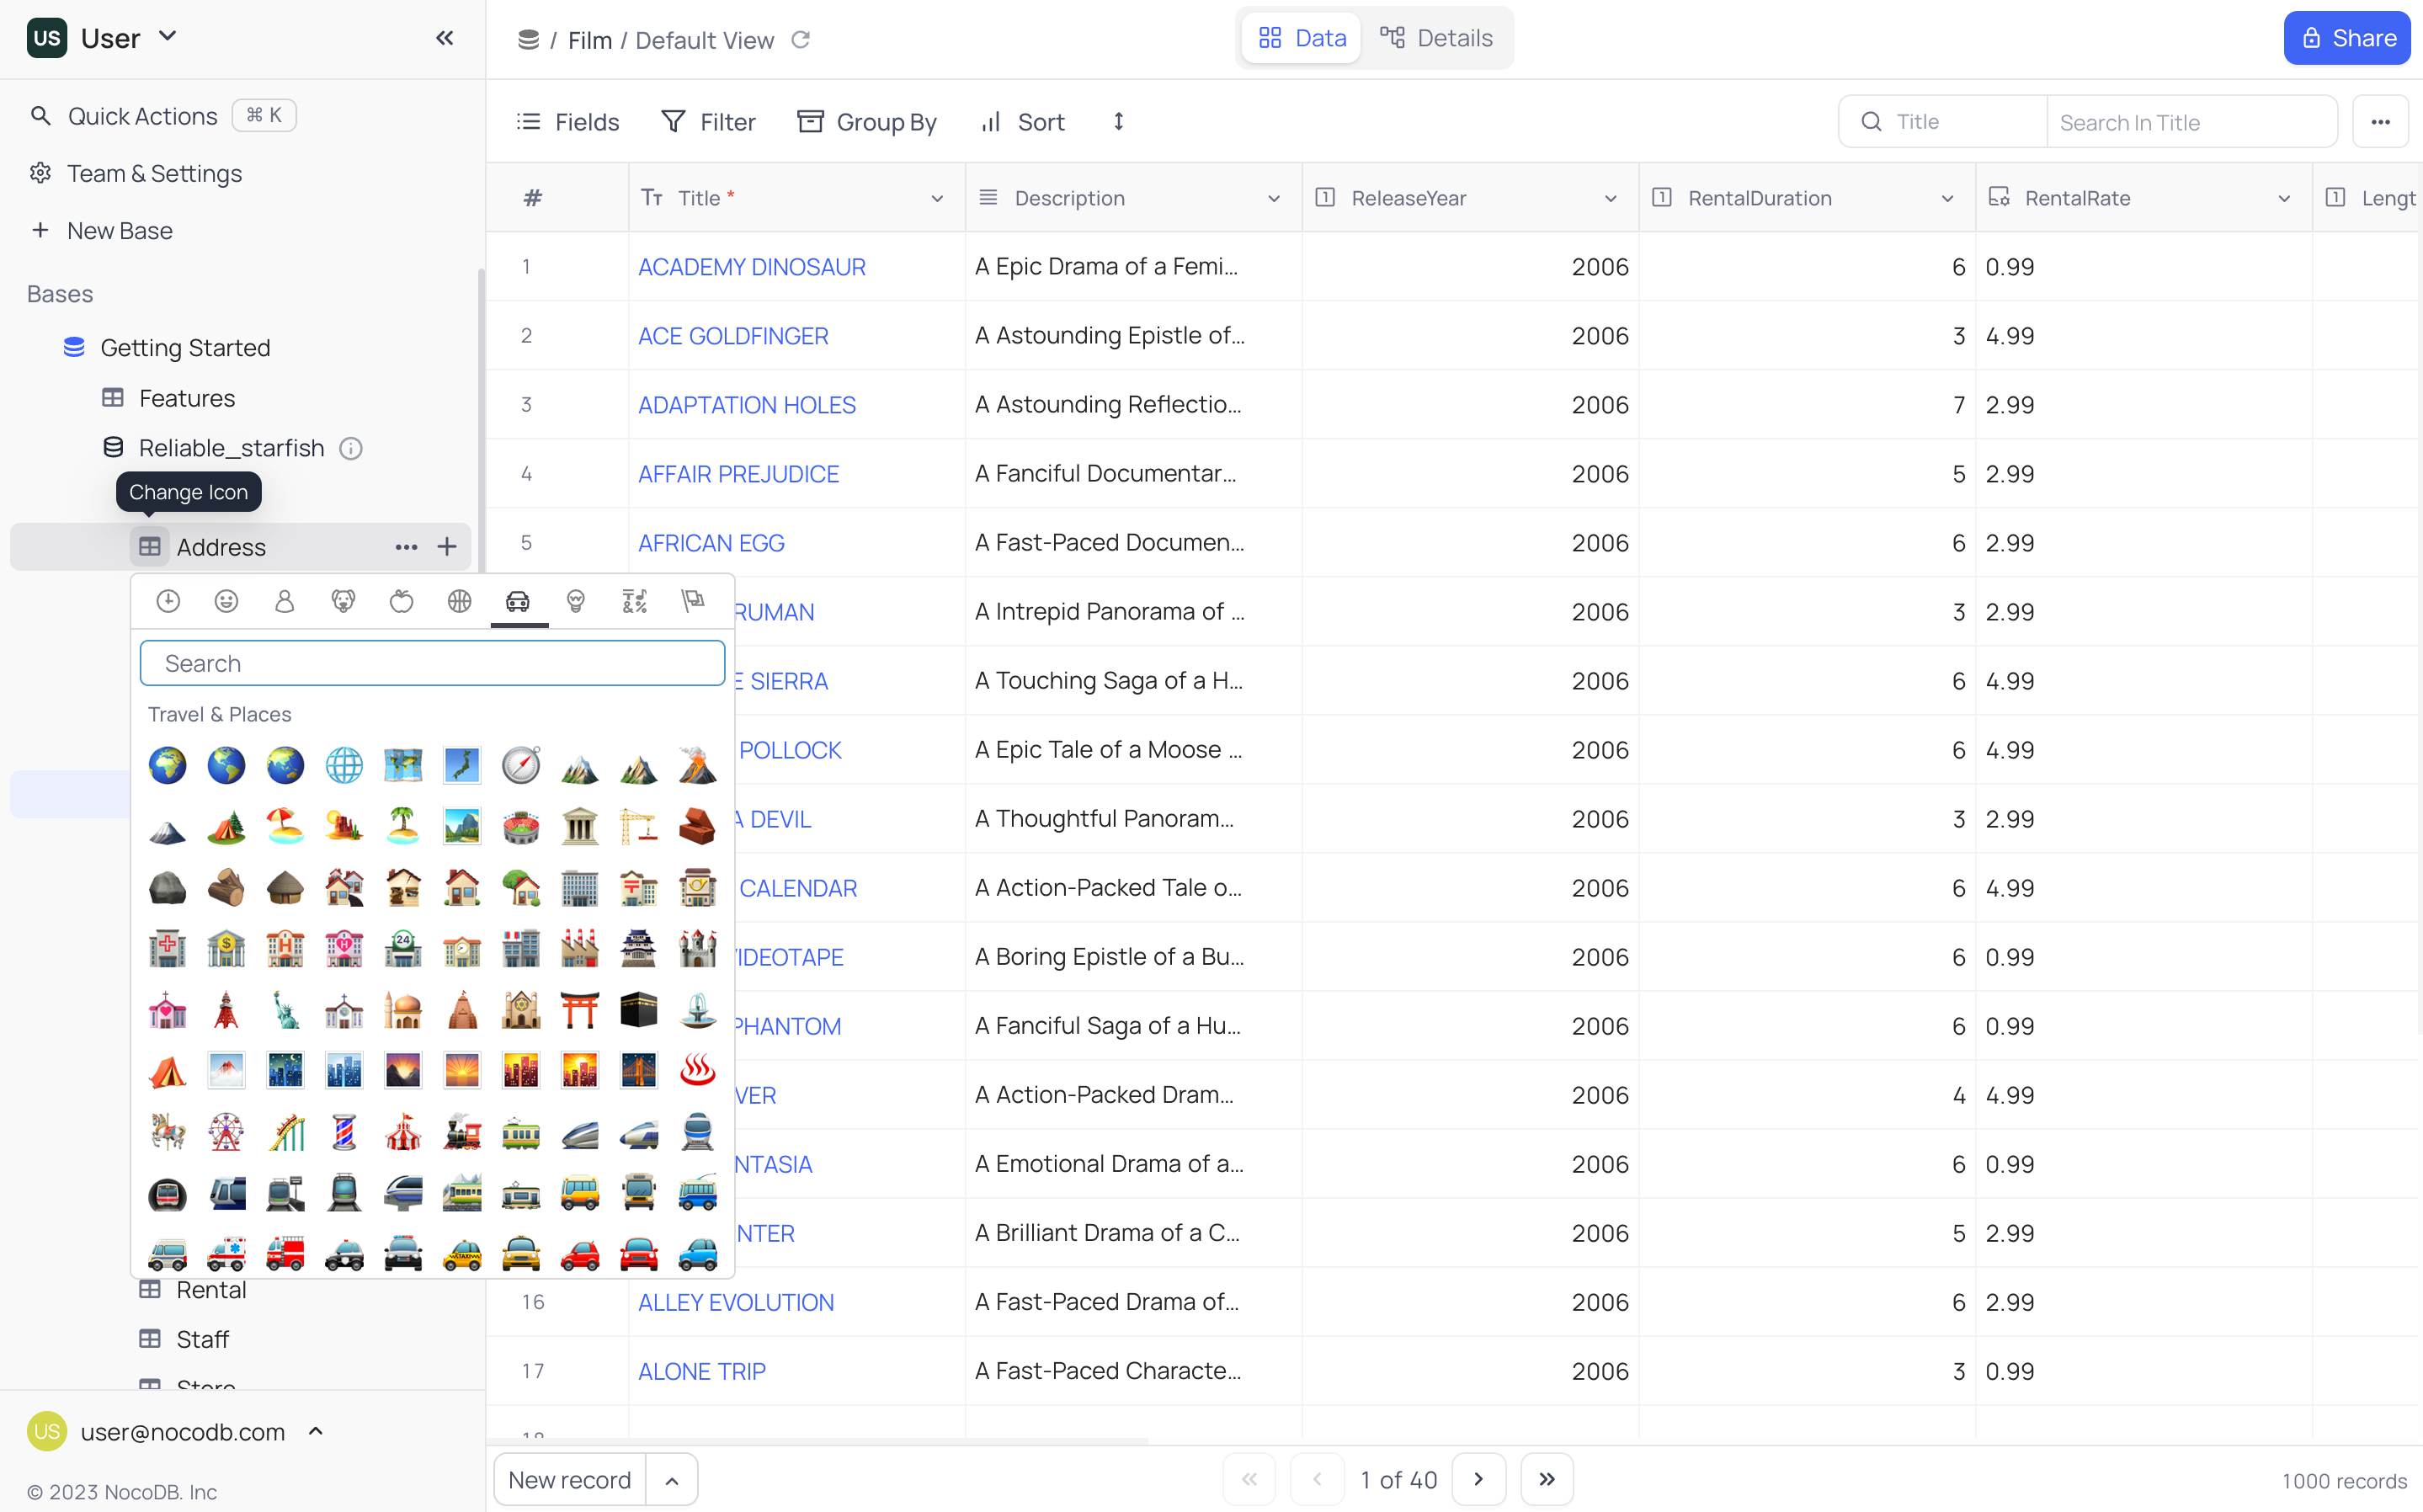 US User
/ Film / Default View
Data
Details
Share
Quick Actions ⌘ K
Team & Settings
New Base
Bases
Getting Started
Features
Reliable_starfish
Change Icon
Address
Search
Travel & Places
Rental
Staff
Store
US user@nocodb.com
© 2023 NocoDB. Inc
Fields
Filter
Group By
Sort
Title
Search In Title
# Title * Description ReleaseYear RentalDuration RentalRate Lengt
1 ACADEMY DINOSAUR A Epic Drama of a Femi... 2006 6 0.99
2 ACE GOLDFINGER A Astounding Epistle of... 2006 3 4.99
3 ADAPTATION HOLES A Astounding Reflectio... 2006 7 2.99
4 AFFAIR PREJUDICE A Fanciful Documentar... 2006 5 2.99
5 AFRICAN EGG A Fast-Paced Documen... 2006 6 2.99
RUMAN A Intrepid Panorama of ... 2006 3 2.99
E SIERRA A Touching Saga of a H... 2006 6 4.99
POLLOCK A Epic Tale of a Moose ... 2006 6 4.99
A DEVIL A Thoughtful Panoram... 2006 3 2.99
CALENDAR A Action-Packed Tale o... 2006 6 4.99
VIDEOTAPE A Boring Epistle of a Bu... 2006 6 0.99
PHANTOM A Fanciful Saga of a Hu... 2006 6 0.99
VER A Action-Packed Dram... 2006 4 4.99
NTASIA A Emotional Drama of a... 2006 6 0.99
NTER A Brilliant Drama of a C... 2006 5 2.99
16 ALLEY EVOLUTION A Fast-Paced Drama of... 2006 6 2.99
17 ALONE TRIP A Fast-Paced Characte... 2006 3 0.99
18
New record
1 of 40
1000 records